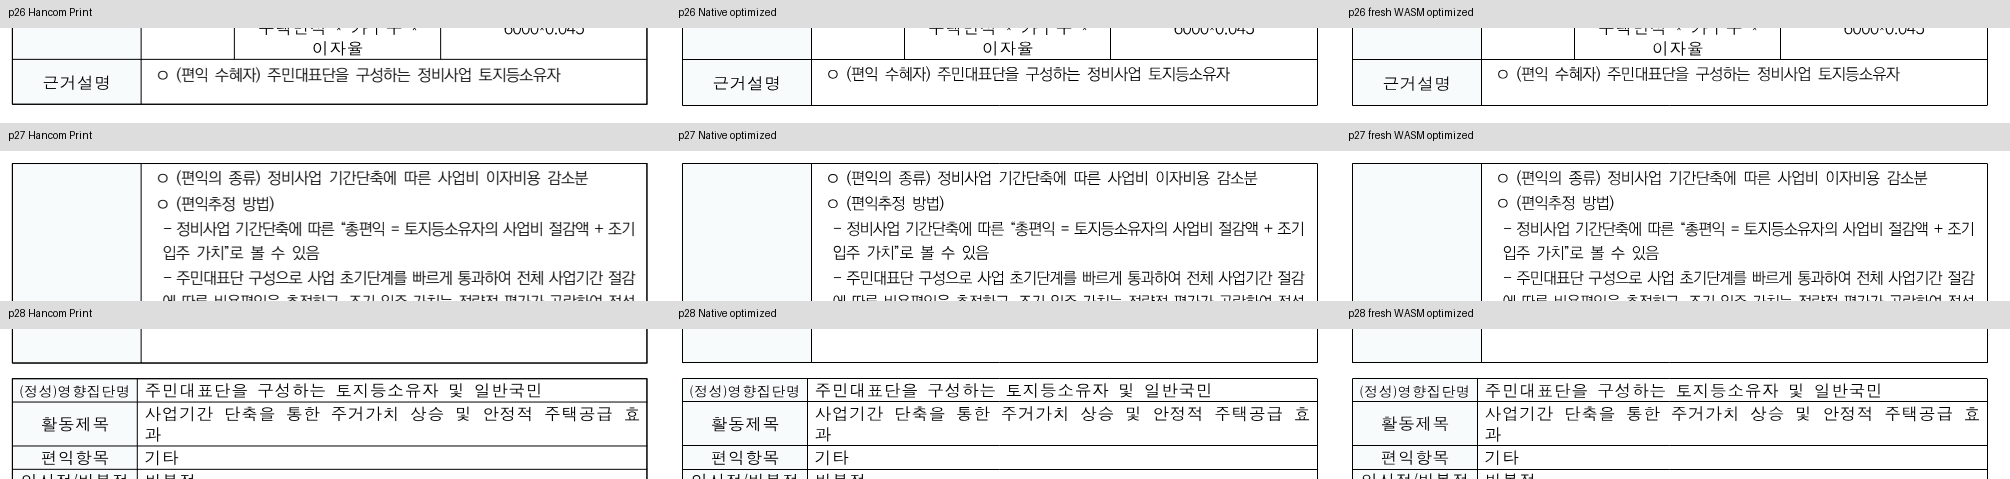 p26 Hancom Print
이자율
근거설명
ㅇ (편익 수혜자) 주민대표단을 구성하는 정비사업 토지등소유자
p26 Native optimized
이자율
근거설명
ㅇ (편익 수혜자) 주민대표단을 구성하는 정비사업 토지등소유자
p26 fresh WASM optimized
이자율
근거설명
ㅇ (편익 수혜자) 주민대표단을 구성하는 정비사업 토지등소유자
p27 Hancom Print
ㅇ (편익의 종류) 정비사업 기간단축에 따른 사업비 이자비용 감소분
ㅇ (편익추정 방법)
- 정비사업 기간단축에 따른 “총편익 = 토지등소유자의 사업비 절감액 + 조기
입주 가치”로 볼 수 있음
- 주민대표단 구성으로 사업 초기단계를 빠르게 통과하여 전체 사업기간 절감
p27 Native optimized
ㅇ (편익의 종류) 정비사업 기간단축에 따른 사업비 이자비용 감소분
ㅇ (편익추정 방법)
- 정비사업 기간단축에 따른 “총편익 = 토지등소유자의 사업비 절감액 + 조기
입주 가치”로 볼 수 있음
- 주민대표단 구성으로 사업 초기단계를 빠르게 통과하여 전체 사업기간 절감
p27 fresh WASM optimized
ㅇ (편익의 종류) 정비사업 기간단축에 따른 사업비 이자비용 감소분
ㅇ (편익추정 방법)
- 정비사업 기간단축에 따른 “총편익 = 토지등소유자의 사업비 절감액 + 조기
입주 가치”로 볼 수 있음
- 주민대표단 구성으로 사업 초기단계를 빠르게 통과하여 전체 사업기간 절감
p28 Hancom Print
(정성)영향집단명
주민대표단을 구성하는 토지등소유자 및 일반국민
활동제목
사업기간 단축을 통한 주거가치 상승 및 안정적 주택공급 효
과
편익항목
기타
p28 Native optimized
(정성)영향집단명
주민대표단을 구성하는 토지등소유자 및 일반국민
활동제목
사업기간 단축을 통한 주거가치 상승 및 안정적 주택공급 효
과
편익항목
기타
p28 fresh WASM optimized
(정성)영향집단명
주민대표단을 구성하는 토지등소유자 및 일반국민
활동제목
사업기간 단축을 통한 주거가치 상승 및 안정적 주택공급 효
과
편익항목
기타